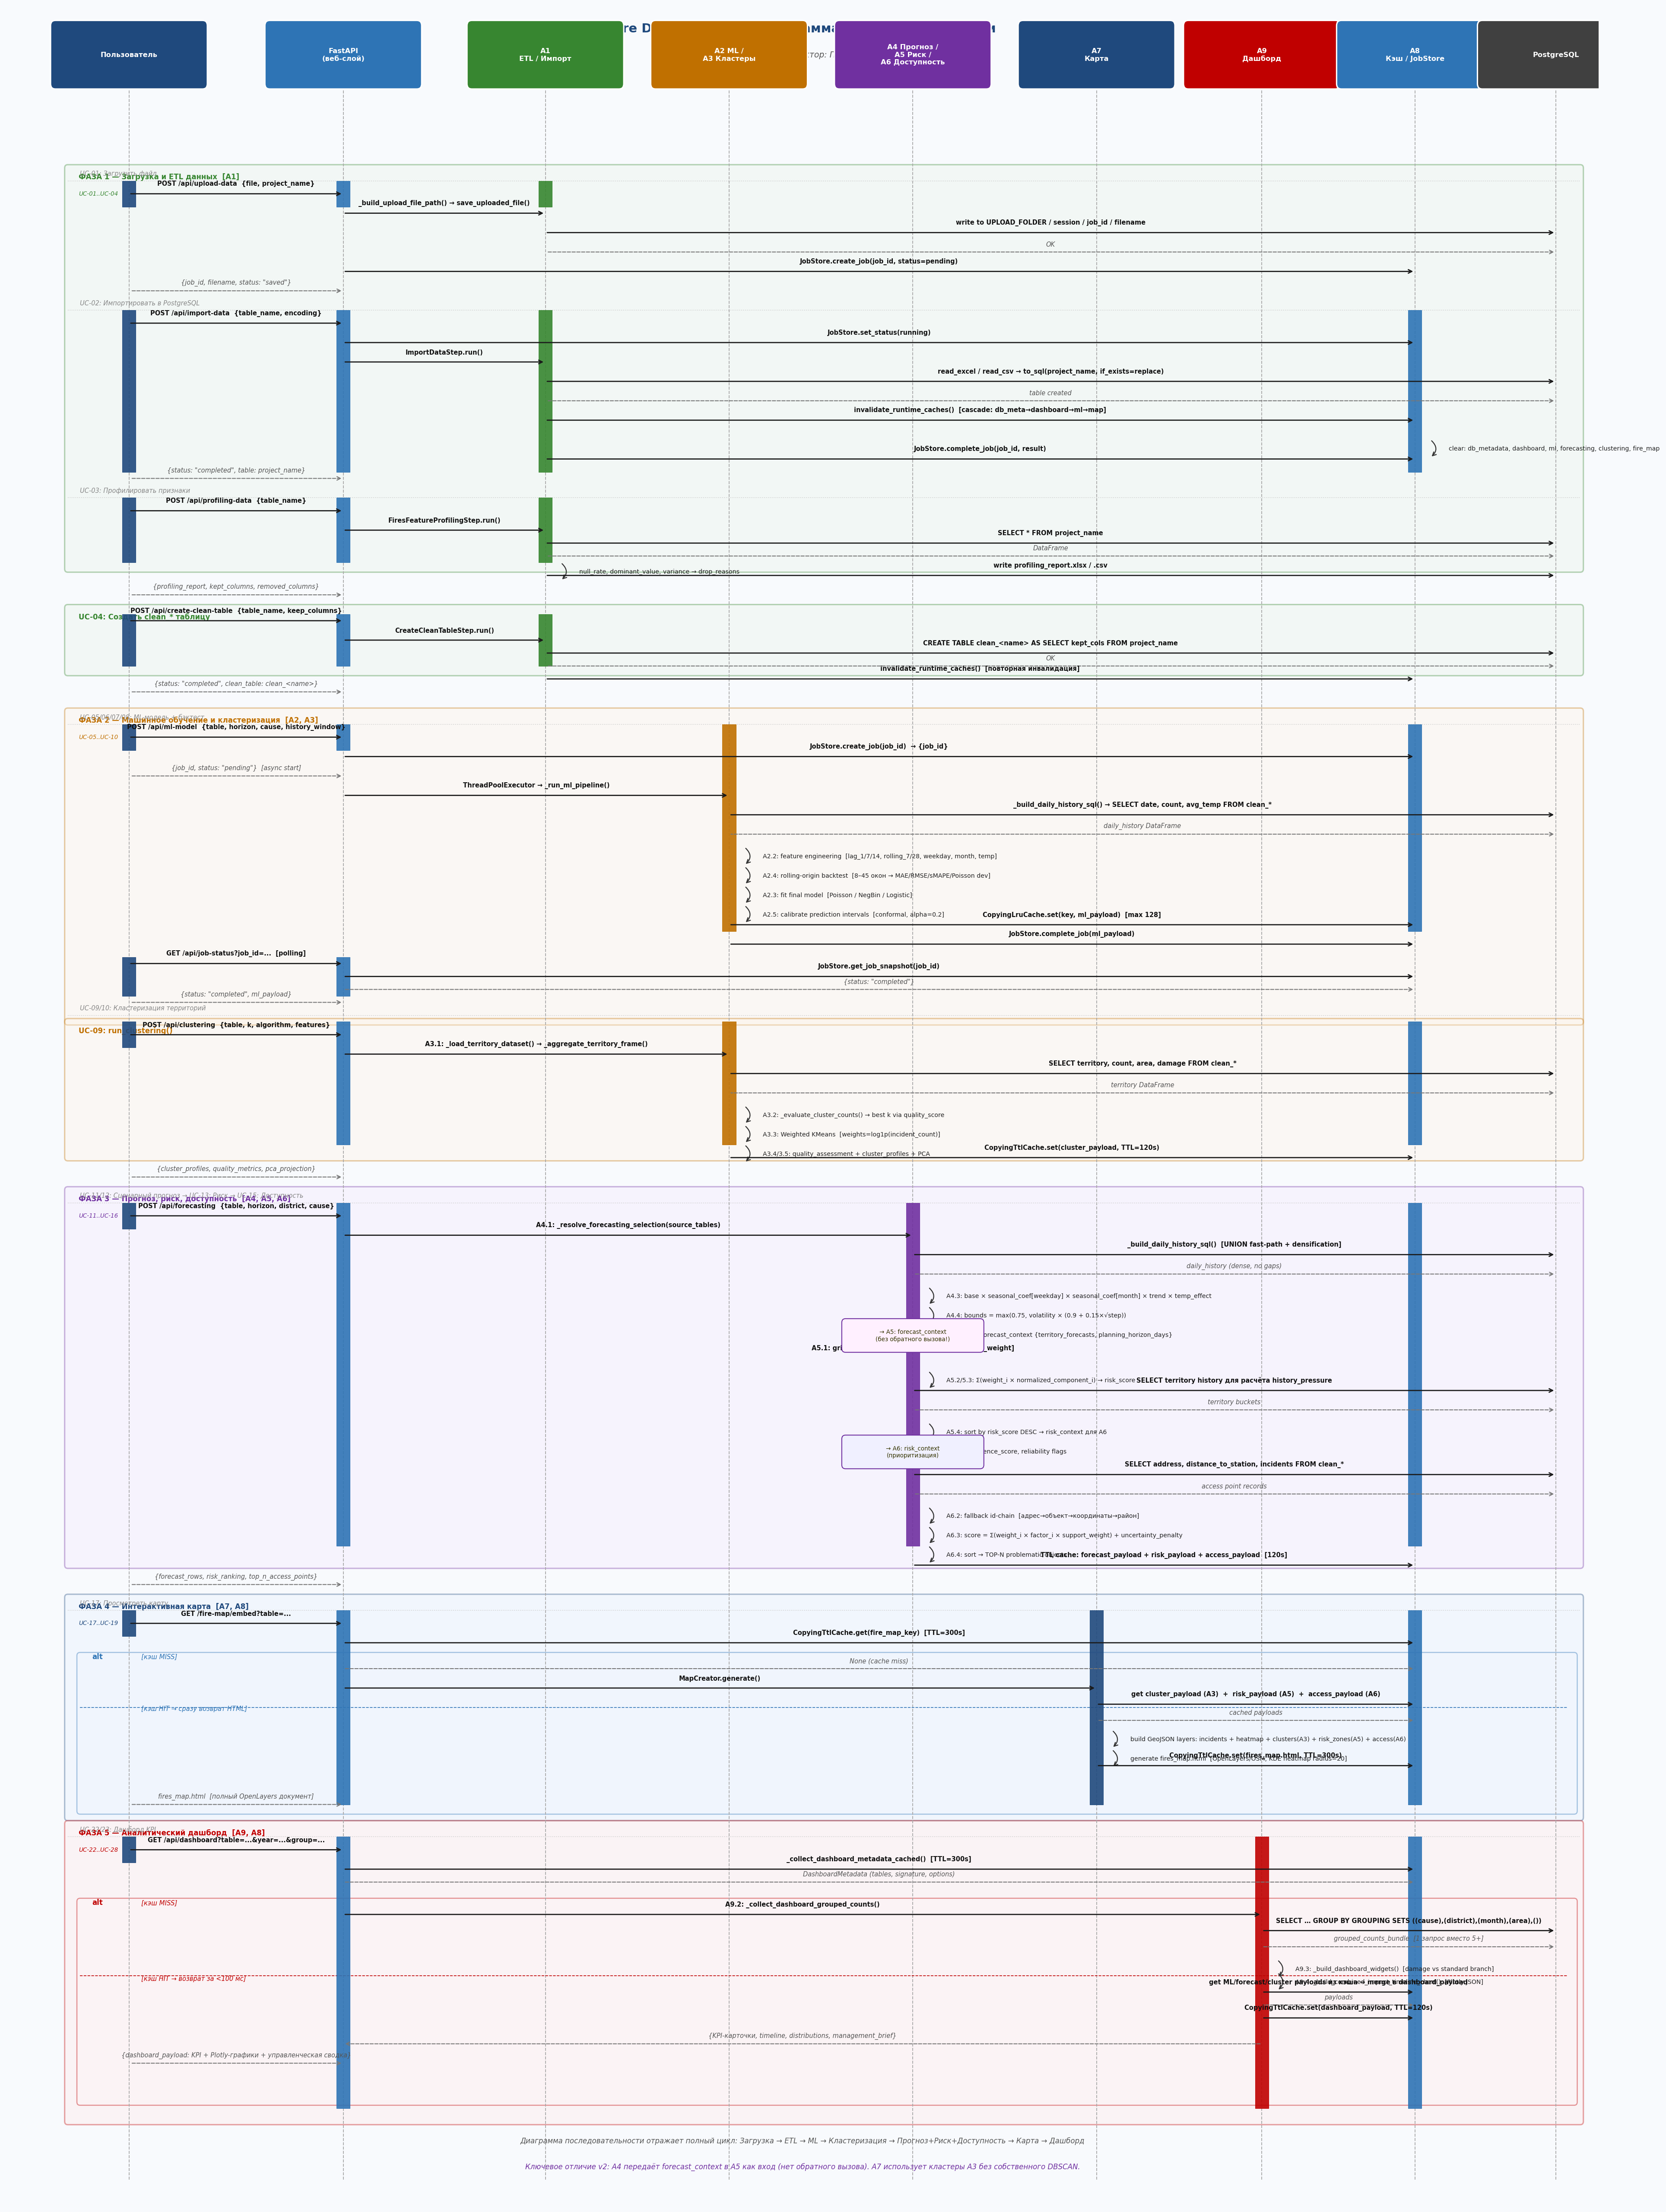 Пользователь
FastAPI
(веб-слой)
A1
ETL / Импорт
A2 ML /
A3 Кластеры
A4 Прогноз /
A5 Риск /
A6 Доступность
A7
Карта
A9
Дашборд
A8
Кэш / JobStore
PostgreSQL
ФАЗА 1 — Загрузка и ETL данных  [A1]
UC-01..UC-04
POST /api/upload-data  {file, project_name}
_build_upload_file_path() → save_uploaded_file()
write to UPLOAD_FOLDER / session / job_id / filename
OK
JobStore.create_job(job_id, status=pending)
{job_id, filename, status: "saved"}
UC-02: Импортировать в PostgreSQL
POST /api/import-data  {table_name, encoding}
JobStore.set_status(running)
ImportDataStep.run()
read_excel / read_csv → to_sql(project_name, if_exists=replace)
table created
invalidate_runtime_caches()  [cascade: db_meta→dashboard→ml→map]
JobStore.complete_job(job_id, result)
clear: db_metadata, dashboard, ml, forecasting, clustering, fire_map
{status: "completed", table: project_name}
UC-03: Профилировать признаки
POST /api/profiling-data  {table_name}
FiresFeatureProfilingStep.run()
SELECT * FROM project_name
DataFrame
null_rate, dominant_value, variance → drop_reasons
write profiling_report.xlsx / .csv
{profiling_report, kept_columns, removed_columns}
POST /api/create-clean-table  {table_name, keep_columns}
UC-04: clean_* таблицу
CreateCleanTableStep.run()
CREATE TABLE clean_<name> AS SELECT kept_cols FROM project_name
OK
invalidate_runtime_caches()  [повторная инвалидация]
{status: "completed", clean_table: clean_<name>}
ФАЗА 2 — Машинное обучение и кластеризация  [A2, A3]
POST /api/ml-model  {table, horizon, cause, history_window}
UC-05..UC-10
JobStore.create_job(job_id)  → {job_id}
{job_id, status: "pending"}  [async start]
ThreadPoolExecutor → _run_ml_pipeline()
_build_daily_history_sql() → SELECT date, count, avg_temp FROM clean_*
daily_history DataFrame
A2.2: feature engineering  [lag_1/7/14, rolling_7/28, weekday, month, temp]
A2.4: rolling-origin backtest  [8–45 окон → MAE/RMSE/sMAPE/Poisson dev]
A2.3: fit final model  [Poisson / NegBin / Logistic]
A2.5: calibrate prediction intervals  [conformal, alpha=0.2]
CopyingLruCache.set(key, ml_payload)  [max 128]
JobStore.complete_job(ml_payload)
GET /api/job-status?job_id=...  [polling]
JobStore.get_job_snapshot(job_id)
{status: "completed"}
{status: "completed", ml_payload}
UC-09/10: Кластеризация территорий
POST /api/clustering  {table, k, algorithm, features}
UC-09:
A3.1: _load_territory_dataset() → _aggregate_territory_frame()
SELECT territory, count, area, damage FROM clean_*
territory DataFrame
A3.2: _evaluate_cluster_counts() → best k via quality_score
A3.3: Weighted KMeans  [weights=log1p(incident_count)]
A3.4/3.5: quality_assessment + cluster_profiles + PCA
CopyingTtlCache.set(cluster_payload, TTL=120s)
{cluster_profiles, quality_metrics, pca_projection}
ФАЗА 3 — Прогноз, риск, доступность  [A4, A5, A6]
POST /api/forecasting  {table, horizon, district, cause}
UC-11..UC-16
A4.1: _resolve_forecasting_selection(source_tables)
_build_daily_history_sql()  [UNION fast-path + densification]
daily_history (dense, no gaps)
A4.3: base × seasonal_coef[weekday] × seasonal_coef[month] × trend × temp_effect
A4.4: bounds = max(0.75, volatility × (0.9 + 0.15×√step))
→ A5: forecast_context
(без обратного вызова!)
forecast_context {territory_forecasts, planning_horizon_days}
A5.1:
_weight]
A5.2/5.3: Σ(weight_i × normalized_component_i) → risk_score
SELECT territory history для расчёта history_pressure
territory buckets
A5.4: sort by risk_score DESC → risk_context для A6
→ A6: risk_context
(приоритизация)
ence_score, reliability flags
SELECT address, distance_to_station, incidents FROM clean_*
access point records
A6.2: fallback id-chain  [адрес→объект→координаты→район]
A6.3: score = Σ(weight_i × factor_i × support_weight) + uncertainty_penalty
A6.4: sort → TOP-N problematic
TTL cache: forecast_payload + risk_payload + access_payload  [120s]
{forecast_rows, risk_ranking, top_n_access_points}
ФАЗА 4 — Интерактивная карта  [A7, A8]
GET /fire-map/embed?table=...
UC-17..UC-19
CopyingTtlCache.get(fire_map_key)  [TTL=300s]
alt
[кэш MISS]
None (cache miss)
MapCreator.generate()
get cluster_payload (A3)  +  risk_payload (A5)  +  access_payload (A6)
[кэш HIT → сразу возврат HTML]
cached payloads
build GeoJSON layers: incidents + heatmap + clusters(A3) + risk_zones(A5) + access(A6)
CopyingTtlCache.set(fires_map.html, TTL=300s)
fires_map.html  [полный OpenLayers документ]
ФАЗА 5 — Аналитический дашборд  [A9, A8]
GET /api/dashboard?table=...&year=...&group=...
UC-22..UC-28
_collect_dashboard_metadata_cached()  [TTL=300s]
DashboardMetadata (tables, signature, options)
alt
[кэш MISS]
A9.2: _collect_dashboard_grouped_counts()
SELECT … GROUP BY GROUPING SETS ((cause),(district),(month),(area),())
grouped_counts_bundle запрос вместо 5+]
A9.3: _build_dashboard_widgets()  [damage vs standard branch]
[кэш HIT → возврат за <100 мс]
get ML/forecast/cluster payloads из кэша → merge в dashboard_payload
payloads
CopyingTtlCache.set(dashboard_payload, TTL=120s)
{KPI-карточки, timeline, distributions, management_brief}
{dashboard_payload: KPI + Plotly-графики + управленческая сводка}
Диаграмма последовательности отражает полный цикл: Загрузка → ETL → ML → Кластеризация → Прогноз+Риск+Доступность → Карта → Дашборд
Ключевое отличие v2: A4 передаёт forecast_context в A5 как вход (нет обратного вызова). A7 использует кластеры A3 без собственного DBSCAN.